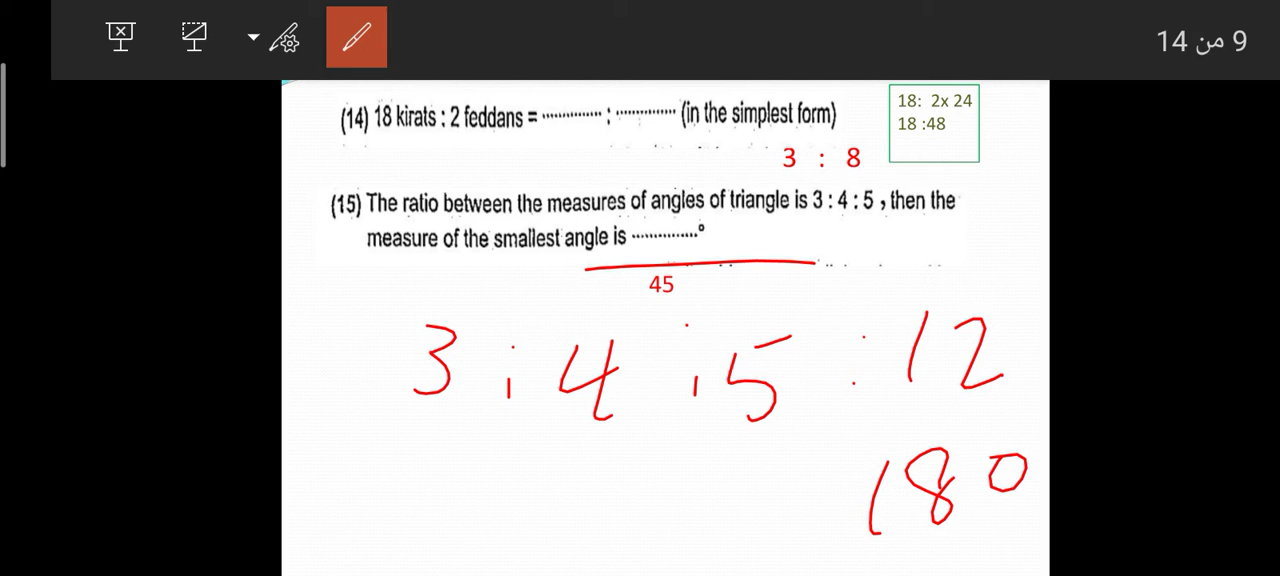 9 من 14
(14) 18 kirats : 2 feddans = ............... : ............... (in the simplest form)
18: 2x 24
18 :48
3 : 8
(15) The ratio between the measures of angles of triangle is 3 : 4 : 5 , then the
measure of the smallest angle is ...............°
45
3 : 4 : 5 : 12
180